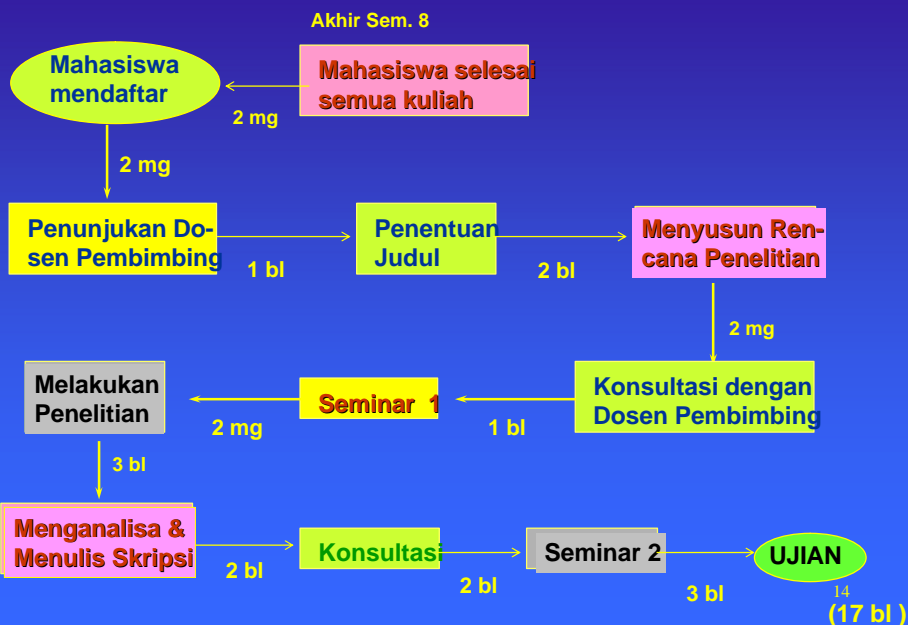 Akhir Sem. 8
Mahasiswa
mendaftar
Mahasiswa selesai
semua kuliah
2 mg
2 mg
Penunjukan Do-
sen Pembimbing
1 bl
Penentuan
Judul
2 bl
Menyusun Ren-
cana Penelitian
2 mg
Konsultasi dengan
Dosen Pembimbing
1 bl
Seminar 1
2 mg
Melakukan
Penelitian
3 bl
Menganalisa &
Menulis Skripsi
2 bl
Konsultasi
2 bl
Seminar 2
3 bl
UJIAN
14
(17 bl )